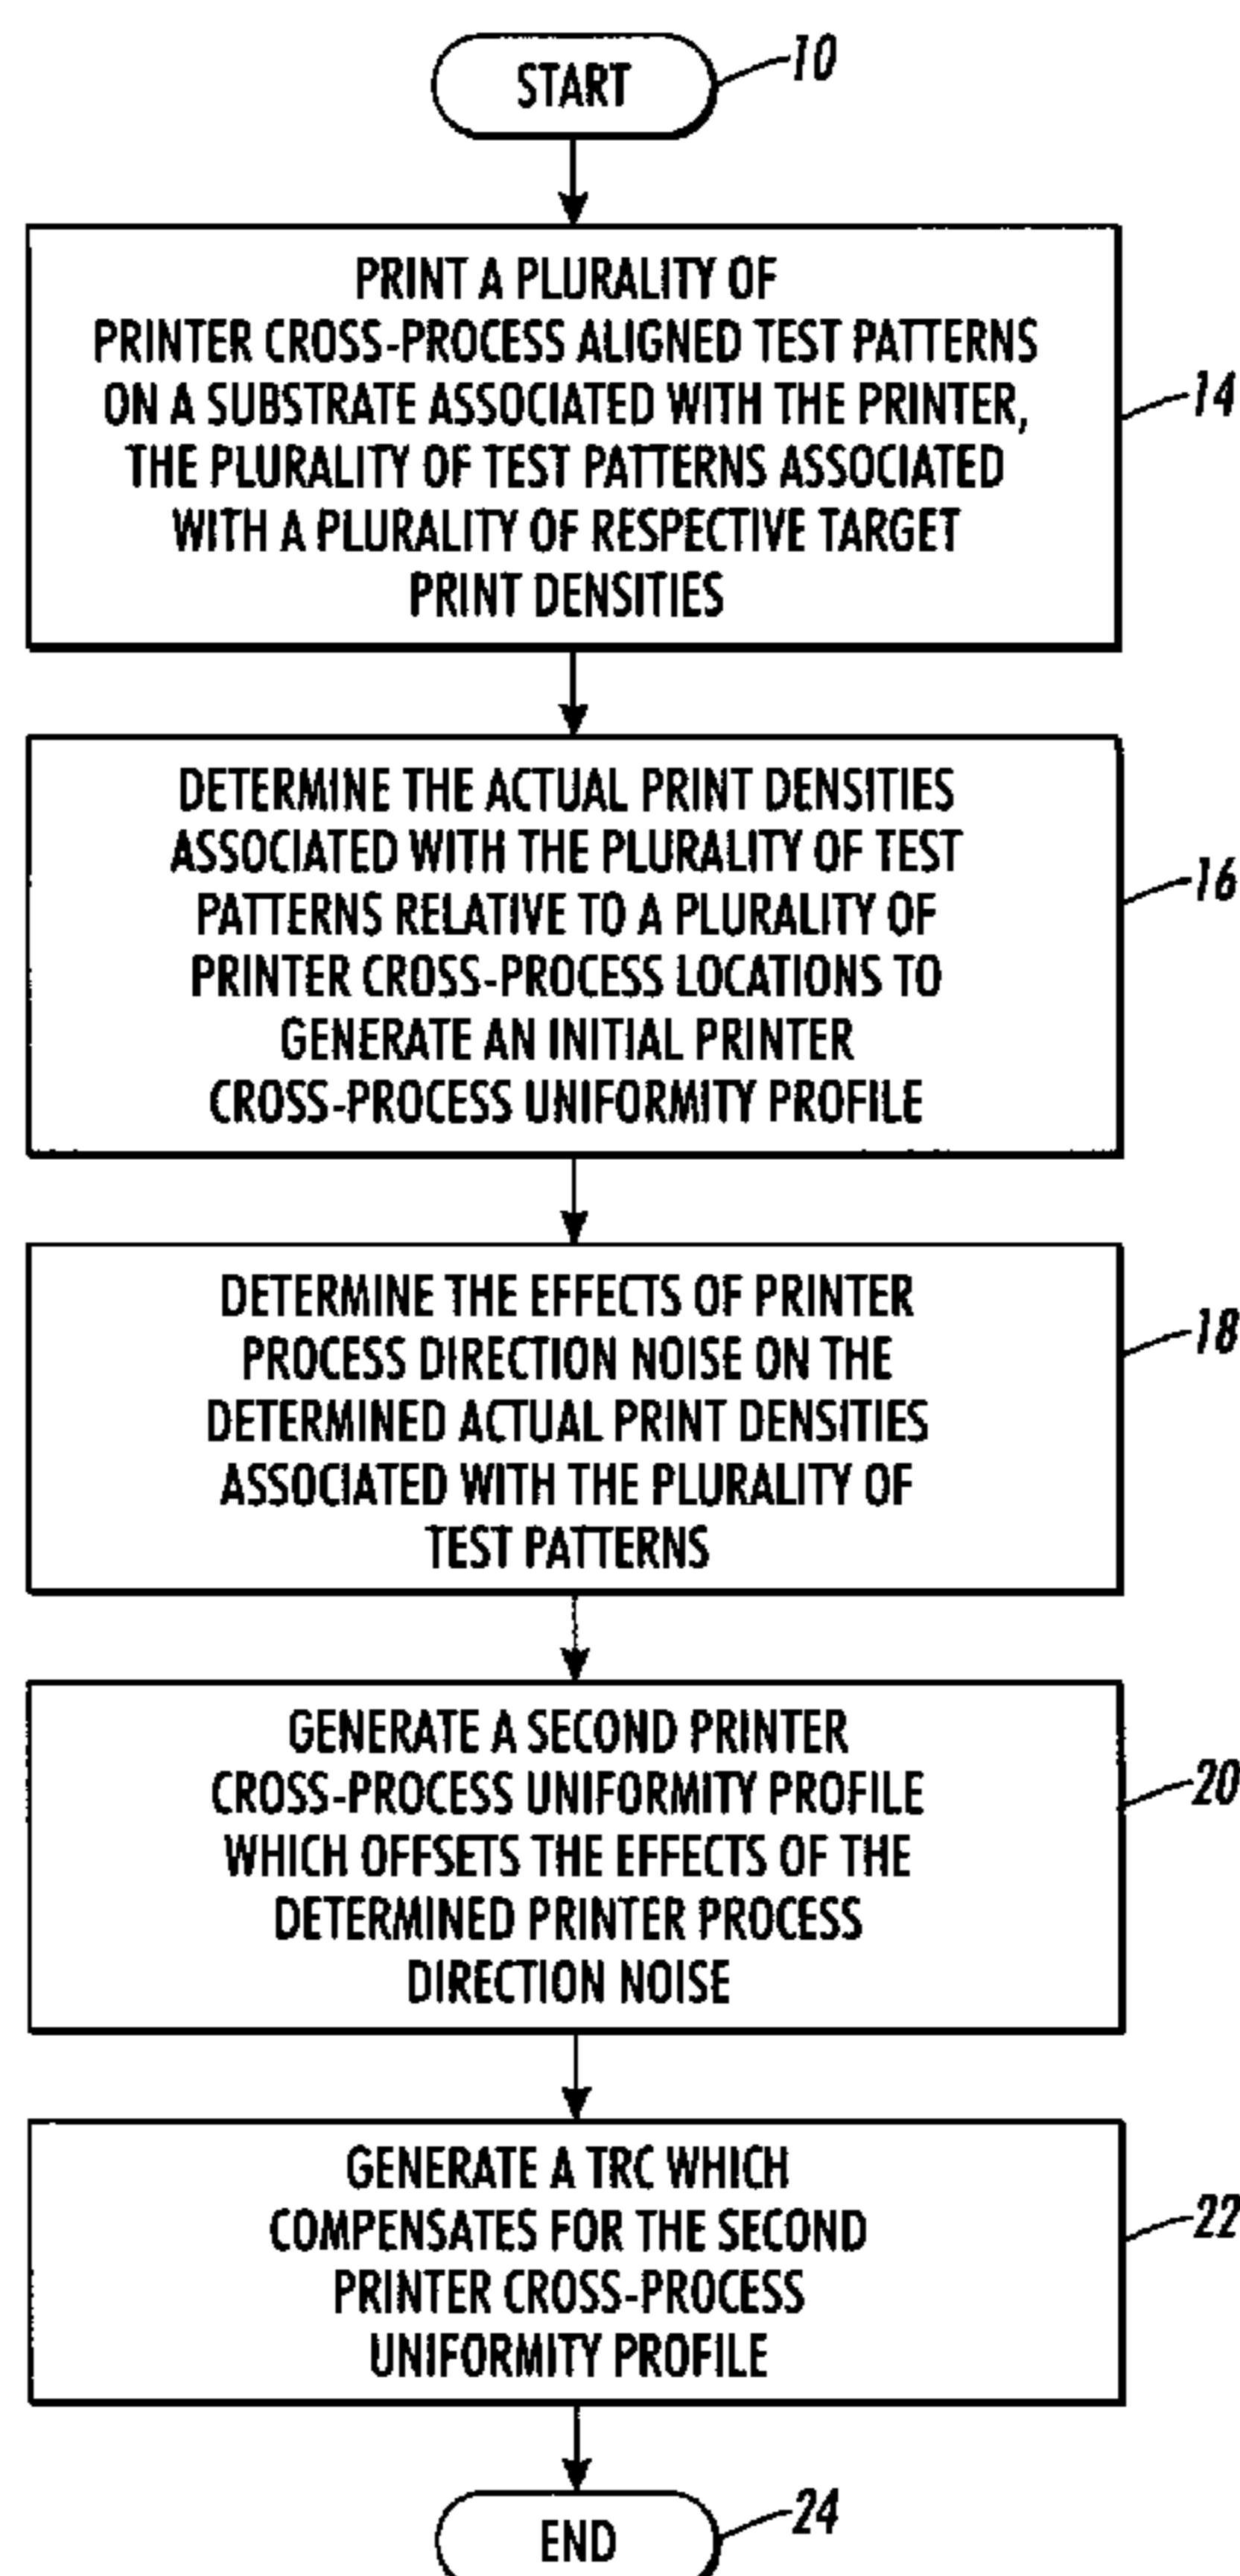 START
10
PRINT A PLURALITY OF
PRINTER CROSS-PROCESS ALIGNED TEST PATTERNS
ON A SUBSTRATE ASSOCIATED WITH THE PRINTER,
THE PLURALITY OF TEST PATTERNS ASSOCIATED
WITH A PLURALITY OF RESPECTIVE TARGET
PRINT DENSITIES
14
DETERMINE THE ACTUAL PRINT DENSITIES
ASSOCIATED WITH THE PLURALITY OF TEST
PATTERNS RELATIVE TO A PLURALITY OF
PRINTER CROSS-PROCESS LOCATIONS TO
GENERATE AN INITIAL PRINTER
CROSS-PROCESS UNIFORMITY PROFILE
16
DETERMINE THE EFFECTS OF PRINTER
PROCESS DIRECTION NOISE ON THE
DETERMINED ACTUAL PRINT DENSITIES
ASSOCIATED WITH THE PLURALITY OF
TEST PATTERNS
18
GENERATE A SECOND PRINTER
CROSS-PROCESS UNIFORMITY PROFILE
WHICH OFFSETS THE EFFECTS OF THE
DETERMINED PRINTER PROCESS
DIRECTION NOISE
20
GENERATE A TRC WHICH
COMPENSATES FOR THE SECOND
PRINTER CROSS-PROCESS
UNIFORMITY PROFILE
22
END
24